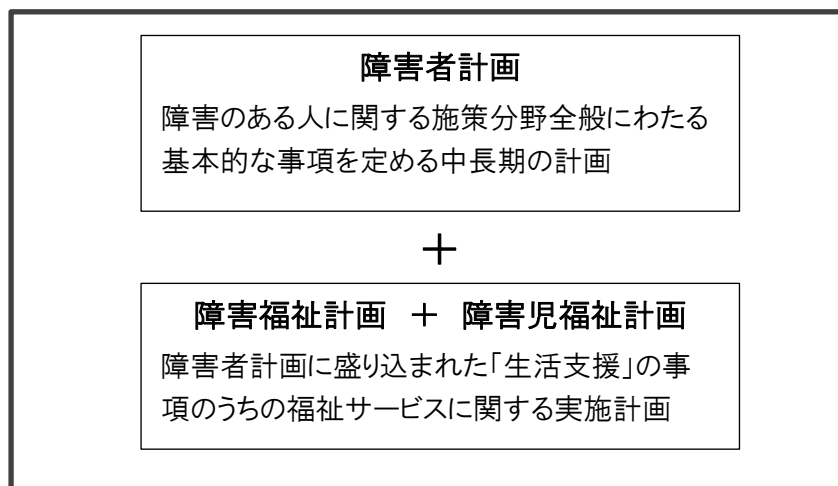 障害者計画
障害のある人に関する施策分野全般にわたる
基本的な事項を定める中長期の計画
＋
障害福祉計画　＋　障害児福祉計画
障害者計画に盛り込まれた「生活支援」の事
項のうちの福祉サービスに関する実施計画